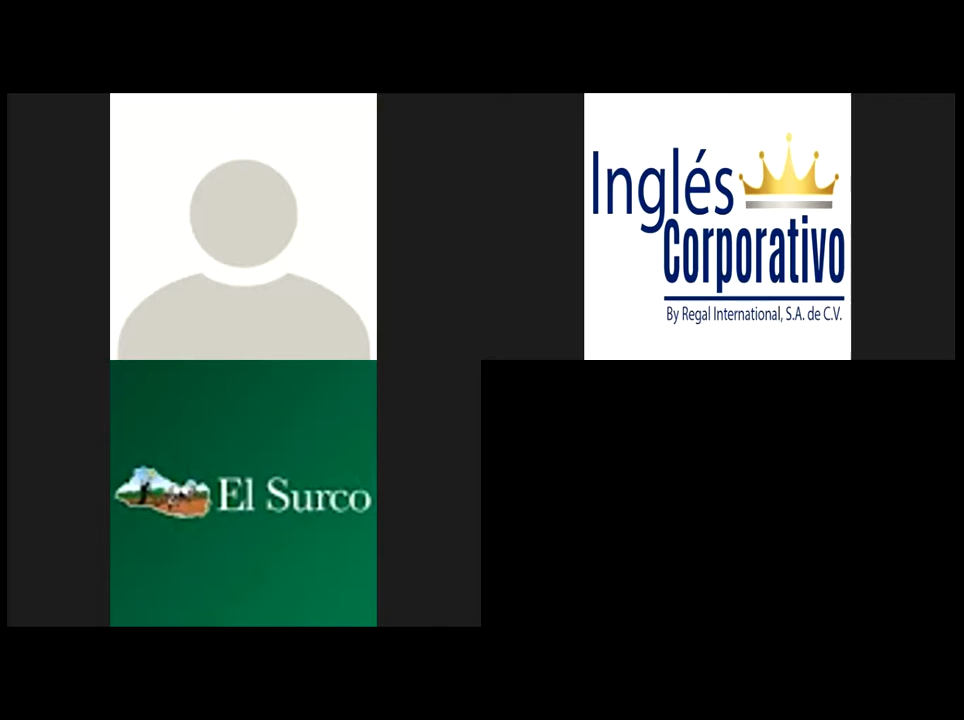 Inglés
Corporativo
By Regal International, S.A. de C.V.
El Surco